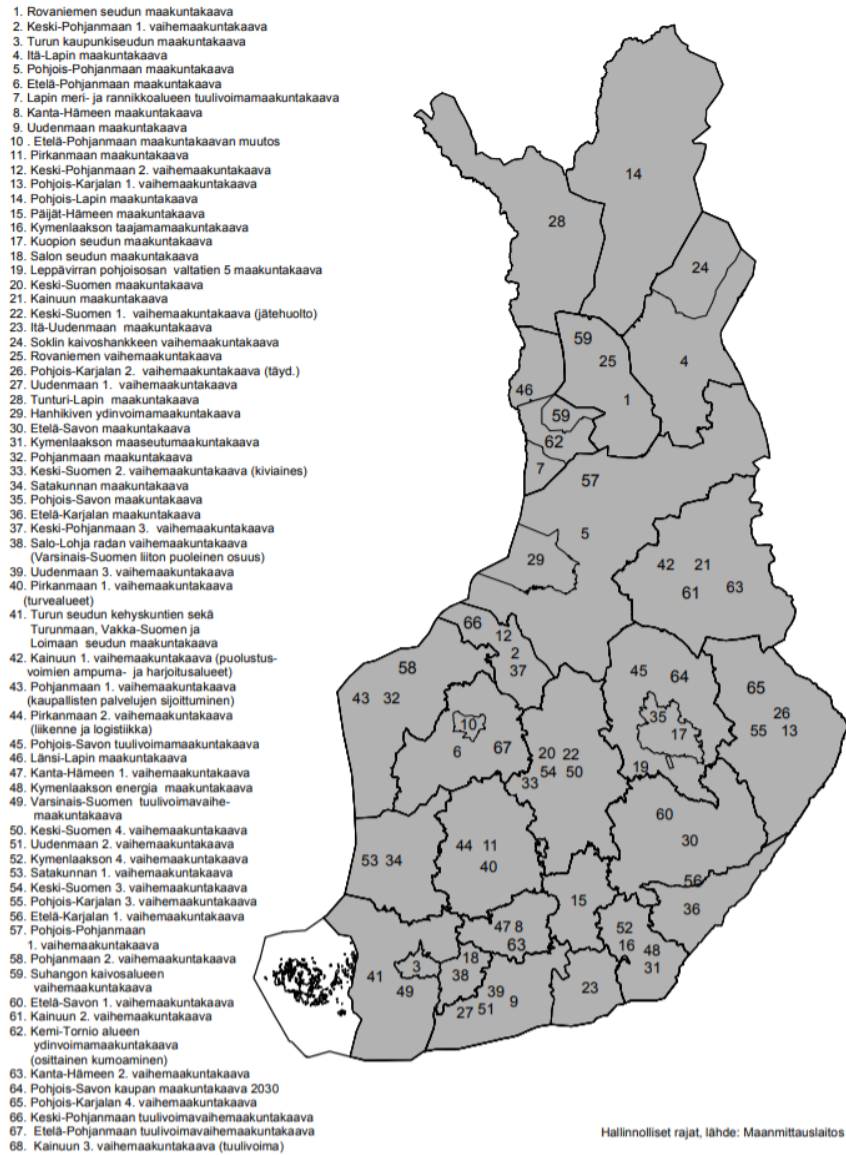 1. Rovaniemen seudun maakuntakaava
2. Keski-Pohjanmaan 1. vaihemaakuntakaava
3. Turun kaupunkiseudun maakuntakaava
4. Itä-Lapin maakuntakaava
5. Pohjois-Pohjanmaan maakuntakaava
6. Etelä-Pohjanmaan maakuntakaava
7. Lapin meri- ja rannikkoalueen tuulivoimamaakuntakaava
8. Kanta-Hämeen maakuntakaava
9. Uudenmaan maakuntakaava
10 . Etelä-Pohjanmaan maakuntakaavan muutos
11. Pirkanmaan maakuntakaava
12. Keski-Pohjanmaan 2. vaihemaakuntakaava
13. Pohjois-Karjalan 1. vaihemaakuntakaava
14. Pohjois-Lapin maakuntakaava
15. Päijät-Hämeen maakuntakaava
16. Kymenlaakson taajamamaakuntakaava
17. Kuopion seudun maakuntakaava
18. Salon seudun maakuntakaava
19. Leppävirran pohjoisosan valtatien 5 maakuntakaava
20. Keski-Suomen maakuntakaava
21. Kainuun maakuntakaava
22. Keski-Suomen 1. vaihemaakuntakaava (jätehuolto)
23. Itä-Uudenmaan maakuntakaava
24. Soklin kaivoshankkeen vaihemaakuntakaava
25. Rovaniemen vaihemaakuntakaava
26. Pohjois-Karjalan 2. vaihemaakuntakaava (täyd.)
27. Uudenmaan 1. vaihemaakuntakaava
28. Tunturi-Lapin maakuntakaava
29. Hanhikiven ydinvoimamaakuntakaava
30. Etelä-Savon maakuntakaava
31. Kymenlaakson maaseutumaakuntakaava
32. Pohjanmaan maakuntakaava
33. Keski-Suomen 2. vaihemaakuntakaava (kiviaines)
34. Satakunnan maakuntakaava
35. Pohjois-Savon maakuntakaava
36. Etelä-Karjalan maakuntakaava
37. Keski-Pohjanmaan 3. vaihemaakuntakaava
38. Salo-Lohja radan vaihemaakuntakaava
(Varsinais-Suomen liiton puoleinen osuus)
39. Uudenmaan 3. vaihemaakuntakaava
40. Pirkanmaan 1. vaihemaakuntakaava
(turvealueet)
41. Turun seudun kehyskuntien sekä
Turunmaan, Vakka-Suomen ja
Loimaan seudun maakuntakaava
42. Kainuun 1. vaihemaakuntakaava (puolustus-
voimien ampuma- ja harjoitusalueet)
43. Pohjanmaan 1. vaihemaakuntakaava
(kaupallisten palvelujen sijoittuminen)
44. Pirkanmaan 2. vaihemaakuntakaava
(liikenne ja logistiikka)
45. Pohjois-Savon tuulivoimamaakuntakaava
46. Länsi-Lapin maakuntakaava
47. Kanta-Hämeen 1. vaihemaakuntakaava
48. Kymenlaakson energia maakuntakaava
49. Varsinais-Suomen tuulivoimavaihe-
maakuntakaava
50. Keski-Suomen 4. vaihemaakuntakaava
51. Uudenmaan 2. vaihemaakuntakaava
52. Kymenlaakson 4. vaihemaakuntakaava
53. Satakunnan 1. vaihemaakuntakaava
54. Keski-Suomen 3. vaihemaakuntakaava
55. Pohjois-Karjalan 3. vaihemaakuntakaava
56. Etelä-Karjalan 1. vaihemaakuntakaava
57. Pohjois-Pohjanmaan
1. vaihemaakuntakaava
58. Pohjanmaan 2. vaihemaakuntakaava
59. Suhangon kaivosalueen
vaihemaakuntakaava
60. Etelä-Savon 1. vaihemaakuntakaava
61. Kainuun 2. vaihemaakuntakaava
62. Kemi-Tornio alueen
ydinvoimamaakuntakaava
(osittainen kumoaminen)
63. Kanta-Hämeen 2. vaihemaakuntakaava
64. Pohjois-Savon kaupan maakuntakaava 2030
65. Pohjois-Karjalan 4. vaihemaakuntakaava
66. Keski-Pohjanmaan tuulivoimavaihemaakuntakaava
67. Etelä-Pohjanmaan tuulivoimavaihemaakuntakaava
68. Kainuun 3. vaihemaakuntakaava (tuulivoima)
14
28
24
59
25
4
46
1
59
62
7
57
5
29
42 21
61 63
66
12
2
37
58
43 32
45 64
65
26
55 13
10
35
17
6 67
20 22
54 50
33
19
60
30
44 11
40
53 34
56
36
15
47 8
63
52
16
48
31
18
3
38
41
49
39
9
27 51
23
Hallinnolliset rajat, lähde: Maanmittauslaitos